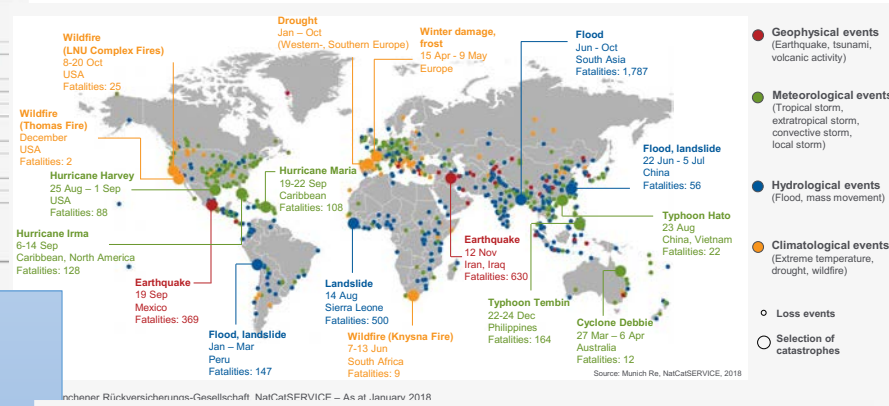 Drought
Jan – Oct
(Western-, Southern Europe)
Wildfire
(LNU Complex Fires)
8-20 Oct
USA
Fatalities: 25
Winter damage,
frost
15 Apr - 9 May
Europe
Flood
Jun - Oct
South Asia
Fatalities: 1,787
Wildfire
(Thomas Fire)
December
USA
Fatalities: 2
Hurricane Harvey
25 Aug – 1 Sep
USA
Fatalities: 88
Hurricane Maria
19-22 Sep
Caribbean
Fatalities: 108
Flood, landslide
22 Jun - 5 Jul
China
Fatalities: 56
Hurricane Irma
6-14 Sep
Caribbean, North America
Fatalities: 128
Earthquake
12 Nov
Iran, Iraq
Fatalities: 630
Typhoon Hato
23 Aug
China, Vietnam
Fatalities: 22
Earthquake
19 Sep
Mexico
Fatalities: 369
Landslide
14 Aug
Sierra Leone
Fatalities: 500
Typhoon Tembin
22-24 Dec
Philippines
Fatalities: 164
Cyclone Debbie
27 Mar – 6 Apr
Australia
Fatalities: 12
Flood, landslide
Jan – Mar
Peru
Fatalities: 147
Wildfire (Knysna Fire)
7-13 Jun
South Africa
Fatalities: 9
Source: Munich Re, NatCatSERVICE, 2018
Geophysical events
(Earthquake, tsunami,
volcanic activity)
Meteorological events
(Tropical storm,
extratropical storm,
convective storm,
local storm)
Hydrological events
(Flood, mass movement)
Climatological events
(Extreme temperature,
drought, wildfire)
Loss events
Selection of
catastrophes
Rückversicherungs-Gesellschaft, NatCatSERVICE – As at January 2018